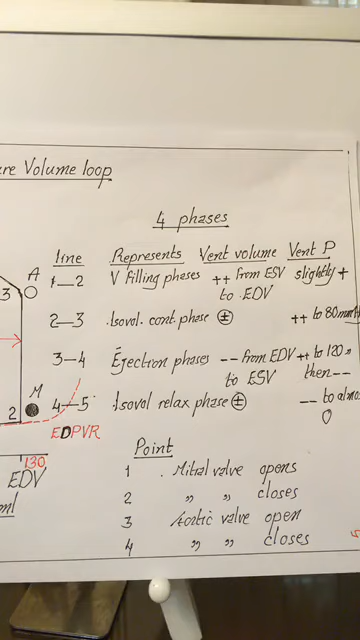 re Volume loop
4 phases
line Represents Vent volume Vent P
A
1—2 V Filling phases ++ from ESV slightly +
to EDV
3
2—3 Isovol. cont. phase ± ++ to 80
3—4 Ejection phases -- from EDV ++ to 120
to ESV then --
M
4—5 Isovol relax phase ± -- to almo
0
2
EDPVR
Point
130
1 Mitral valve opens
EDV
2 " " closes
ml
3 Aortic valve open
4 " " closes